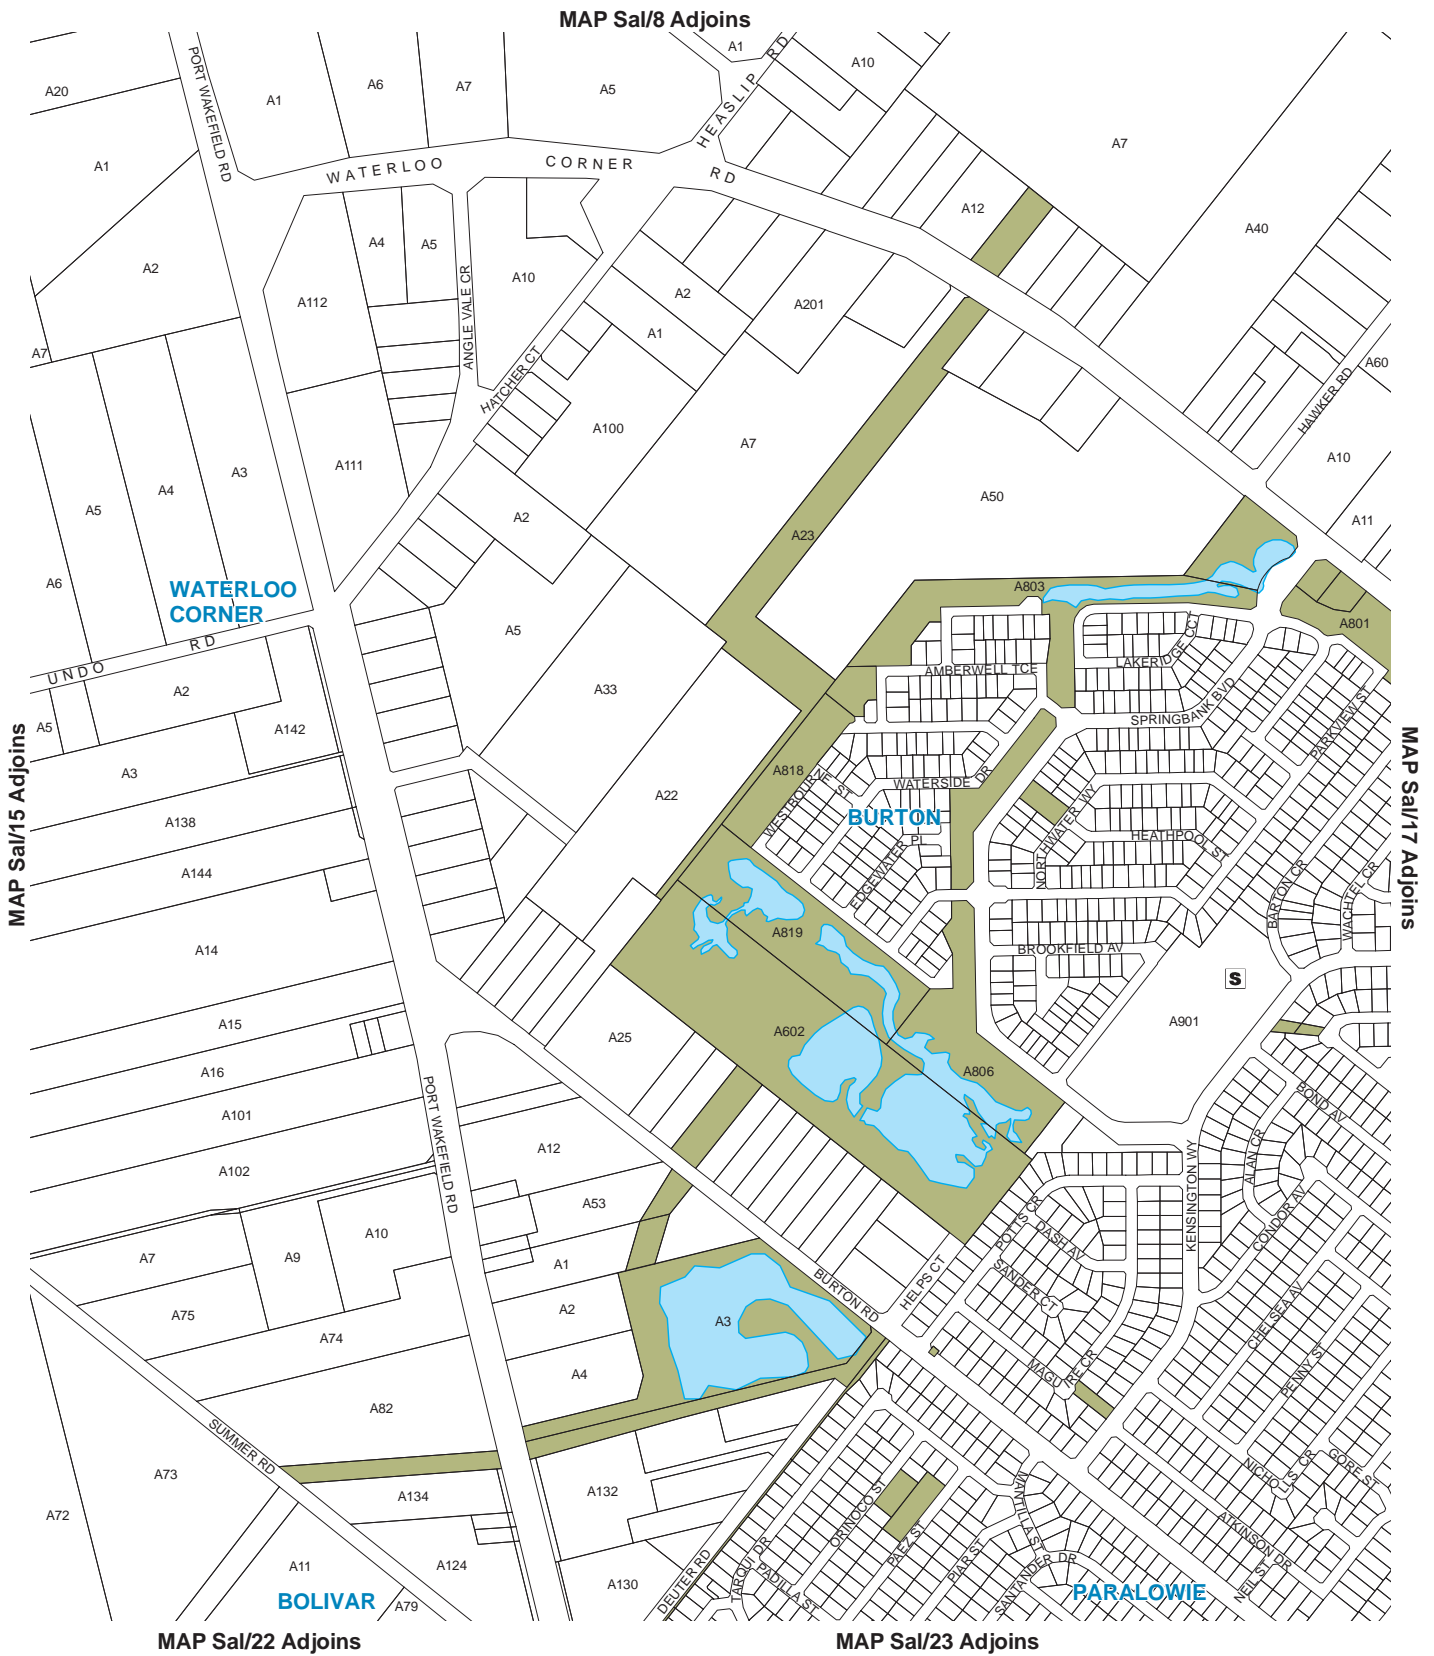 MAP Sal/8 Adjoins
A1
A10
A20
A1
A6
A7
A5
PORT WAKEFIELD RD
HEASLIP RD
A7
A1
WATERLOO CORNER RD
A12
A40
A2
A4
A5
A10
A112
A2
A201
A1
ANGLE VALE CR
A7
HATCHER CT
A60
HAWKER RD
A100
A7
A111
A3
A4
A5
A10
A50
A2
A11
A23
A6
WATERLOO
CORNER
A803
A801
A5
UNDO RD
LAKERIDGE CCT
AMBERWELL TCE
A33
A2
SPRINGBANK BVD
PARKVIEW ST
A5
A142
A3
MAP Sal/15 Adjoins
MAP Sal/17 Adjoins
A818
WATERSIDE DR
WESTBOURNE ST
A22
BURTON
NORTHWATER WY
HEATHPOOL ST
A138
EDGEWATER PL
A144
BARTON CR
WACHTEL CR
A819
BROOKFIELD AV
A14
S
A901
A15
A602
A25
A16
A806
PORT WAKEFIELD RD
BOND AV
A101
A12
ALAN CR
KENSINGTON WY
A102
A53
CONDOR AV
POTTS CR
DASH AV
A10
A7
A9
A1
SANDER CT
HELPS CT
BURTON RD
A75
A2
A3
CHELSEA AV
A74
MAGUIRE CR
PENNY ST
A4
A82
SUMMER RD
A73
GORE ST
NICHOLLS CR
A134
A132
ORINOCO ST
MANTILLA ST
A72
ATKINSON DR
PAEZ ST
PIAR ST
A11
A124
A130
DEUTER RD
TARQUI DR
PADILLA ST
SANTANDER DR
NEIL ST
BOLIVAR
A79
PARALOWIE
MAP Sal/22 Adjoins
MAP Sal/23 Adjoins